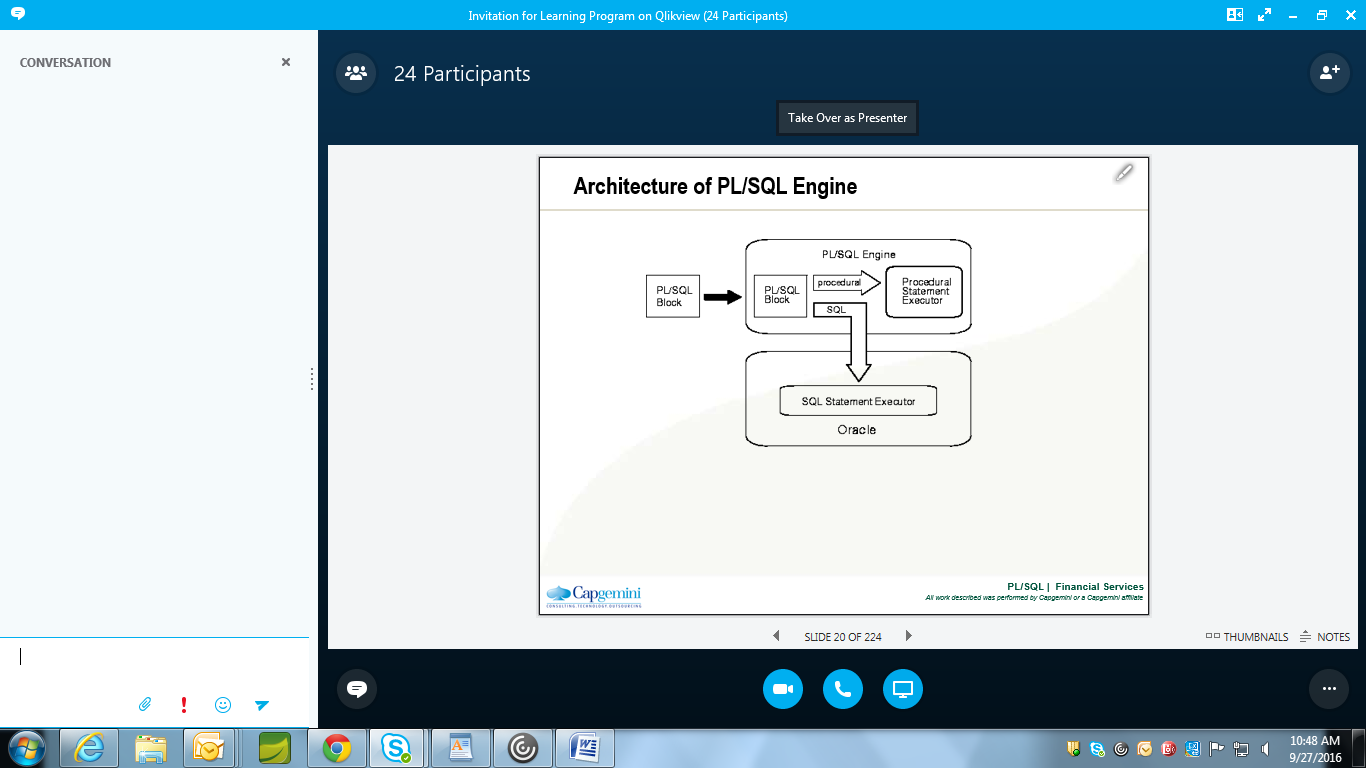 Invitation for Learning Program on Qlikview (24 Participants)
CONVERSATION
24 Participants
Take Over as Presenter
Architecture of PL/SQL Engine
PL/SQL Engine
PL/SQL
Block
PL/SQL
Block
procedural
SQL
Procedural
Statement
Executor
SQL Statement Executor
Oracle
Capgemini
CONSULTING.TECHNOLOGY.OUTSOURCING
PL/SQL | Financial Services
All work described was performed by Capgemini or a Capgemini affiliate
SLIDE 20 OF 224
THUMBNAILS
NOTES
10:48 AM
9/27/2016